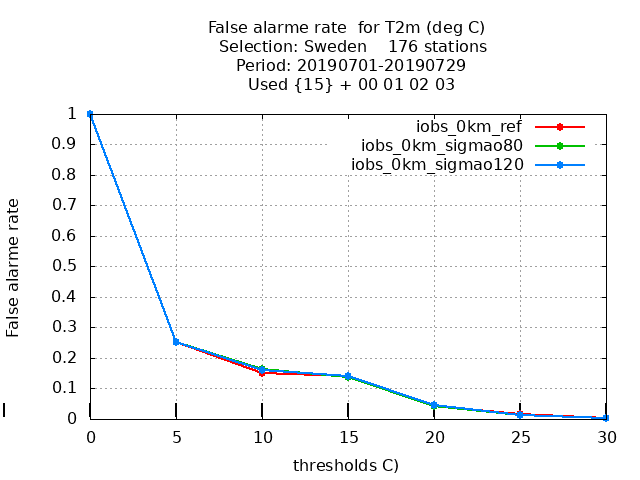 False alarme rate  for T2m (deg C)
Selection: Sweden    176 stations
Period: 20190701-20190729
Used {15} + 00 01 02 03
1
0.9
0.8
0.7
0.6
0.5
0.4
0.3
0.2
0.1
0
False alarme rate
iobs_0km_ref
iobs_0km_sigmao80
iobs_0km_sigmao120
0 5 10 15 20 25 30
thresholds C)